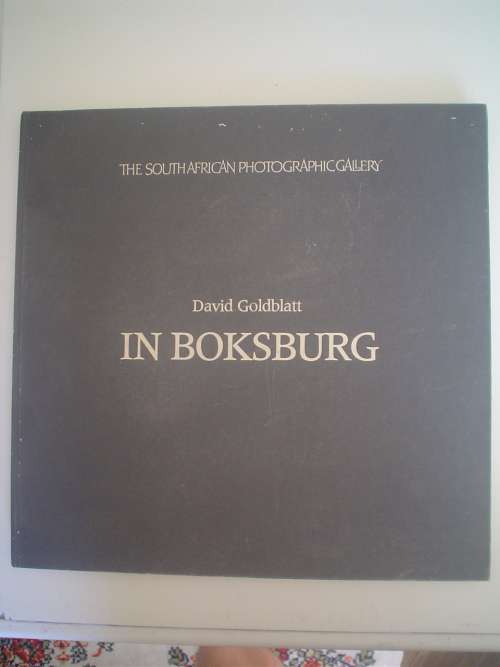 THE SOUTH AFRICAN PHOTOGRAPHIC GALLERY
David Goldblatt
IN BOKSBURG